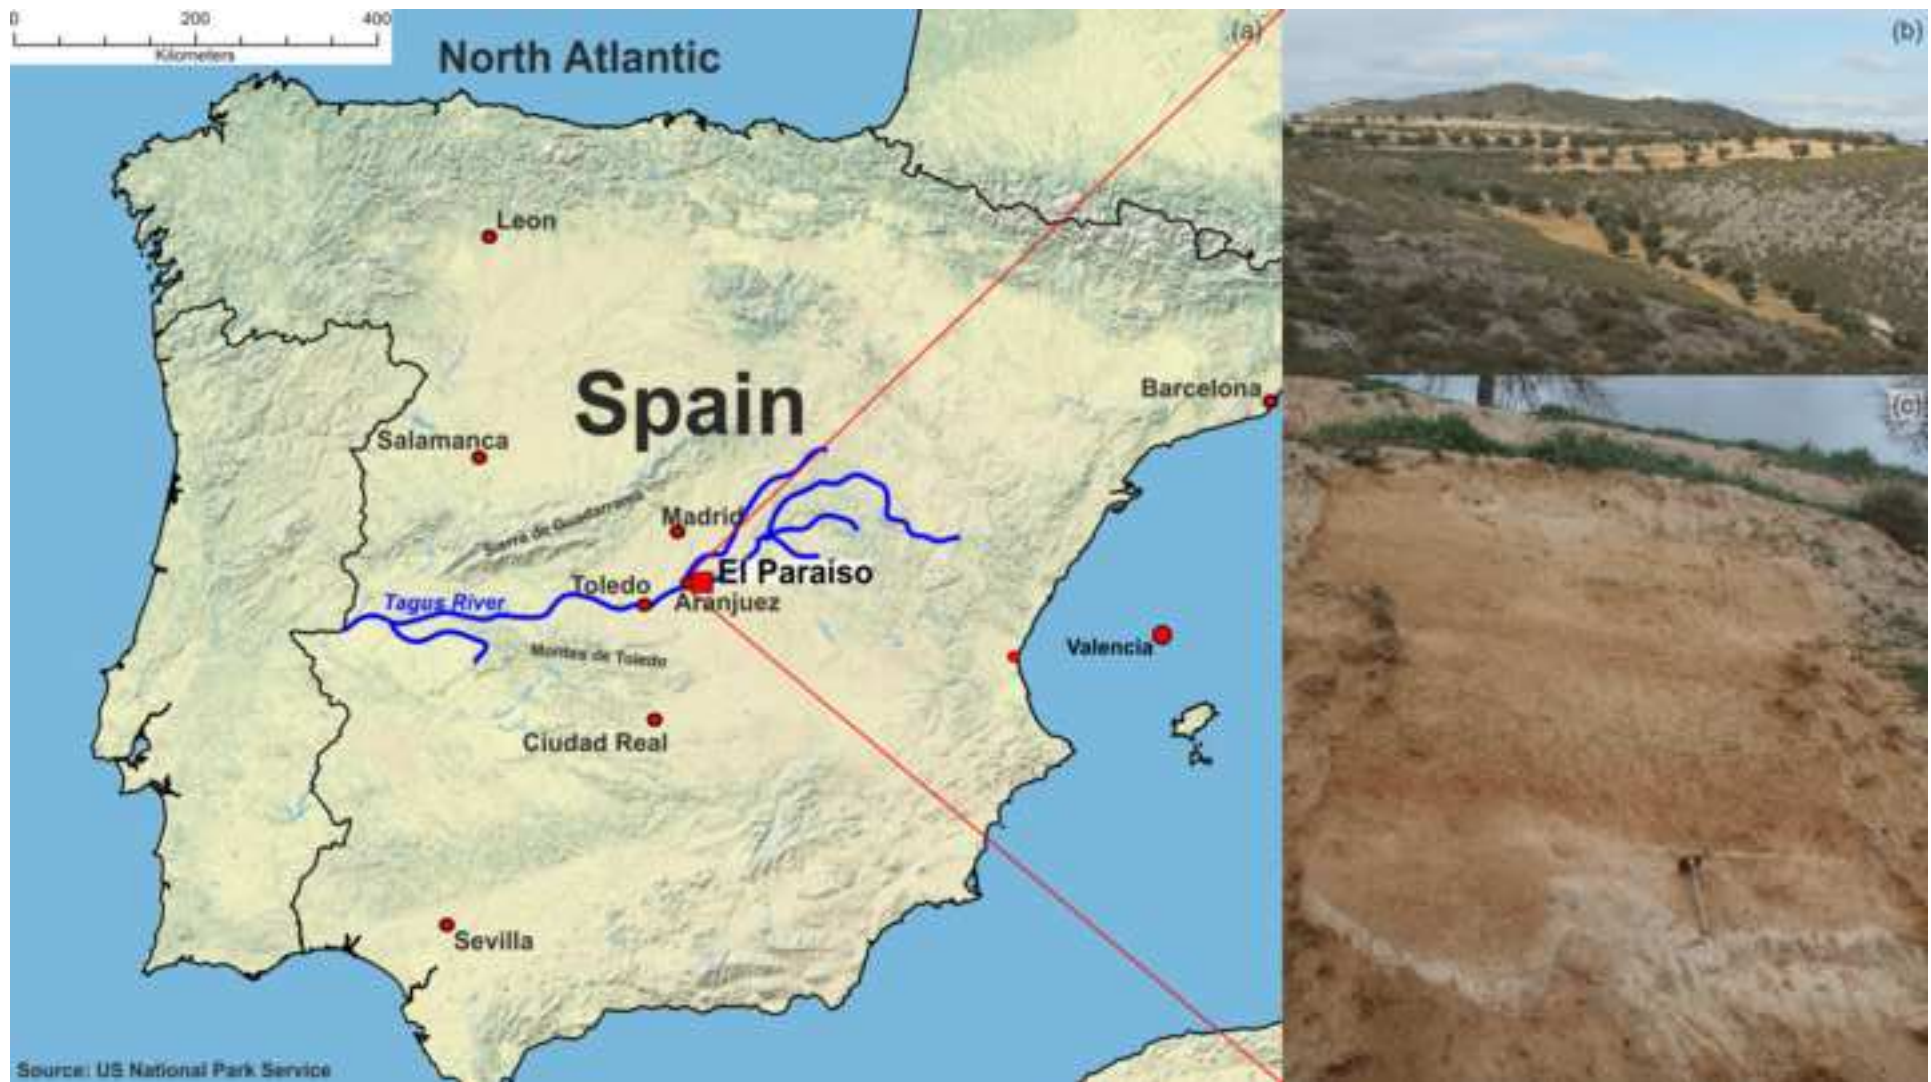 0 200 400
Kilometers
North Atlantic
(a)
(b)
Leon
Spain
Barcelona
(c)
Salamanca
Sierra de Guadarrama
Madrid
El Paraiso
Toledo
Aranjuez
Tagus River
Montes de Toledo
Valencia
Ciudad Real
Sevilla
Source: US National Park Service